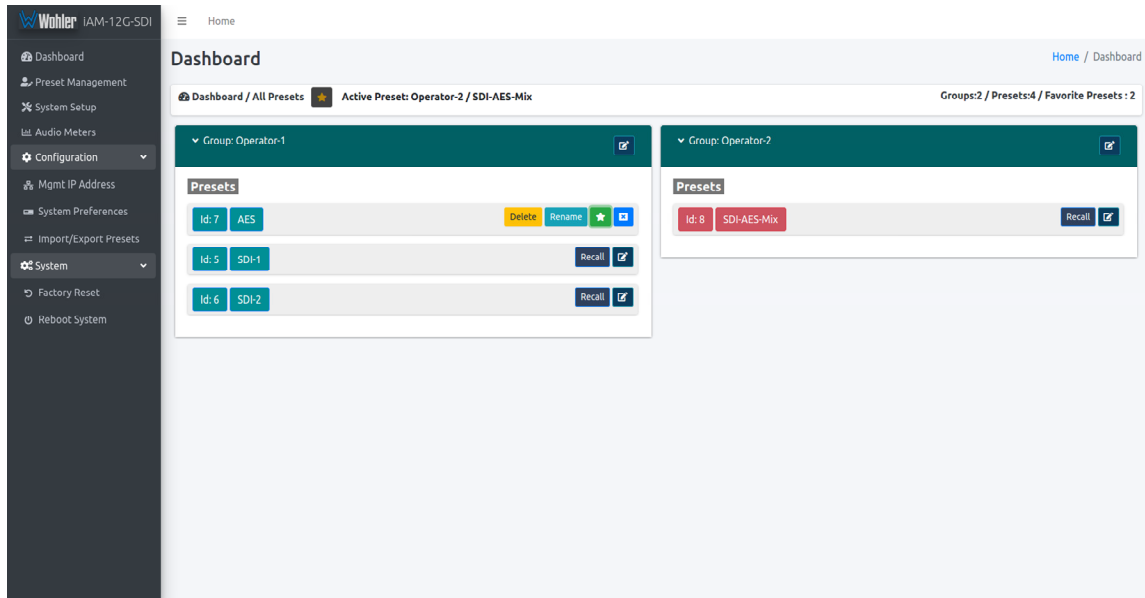 Wohler iAM-12G-SDI
Home
Dashboard
Preset Management
System Setup
Audio Meters
Configuration
Mgmt IP Address
System Preferences
Import/Export Presets
System
Factory Reset
Reboot System
Dashboard
Home / Dashboard
Dashboard / All Presets Active Preset: Operator-2 / SDI-AES-Mix Groups:2 / Presets:4 / Favorite Presets : 2
Group: Operator-1
Presets
Id: 7 AES Delete Rename
Id: 5 SDI-1 Recall
Id: 6 SDI-2 Recall
Group: Operator-2
Presets
Id: 8 SDI-AES-Mix Recall